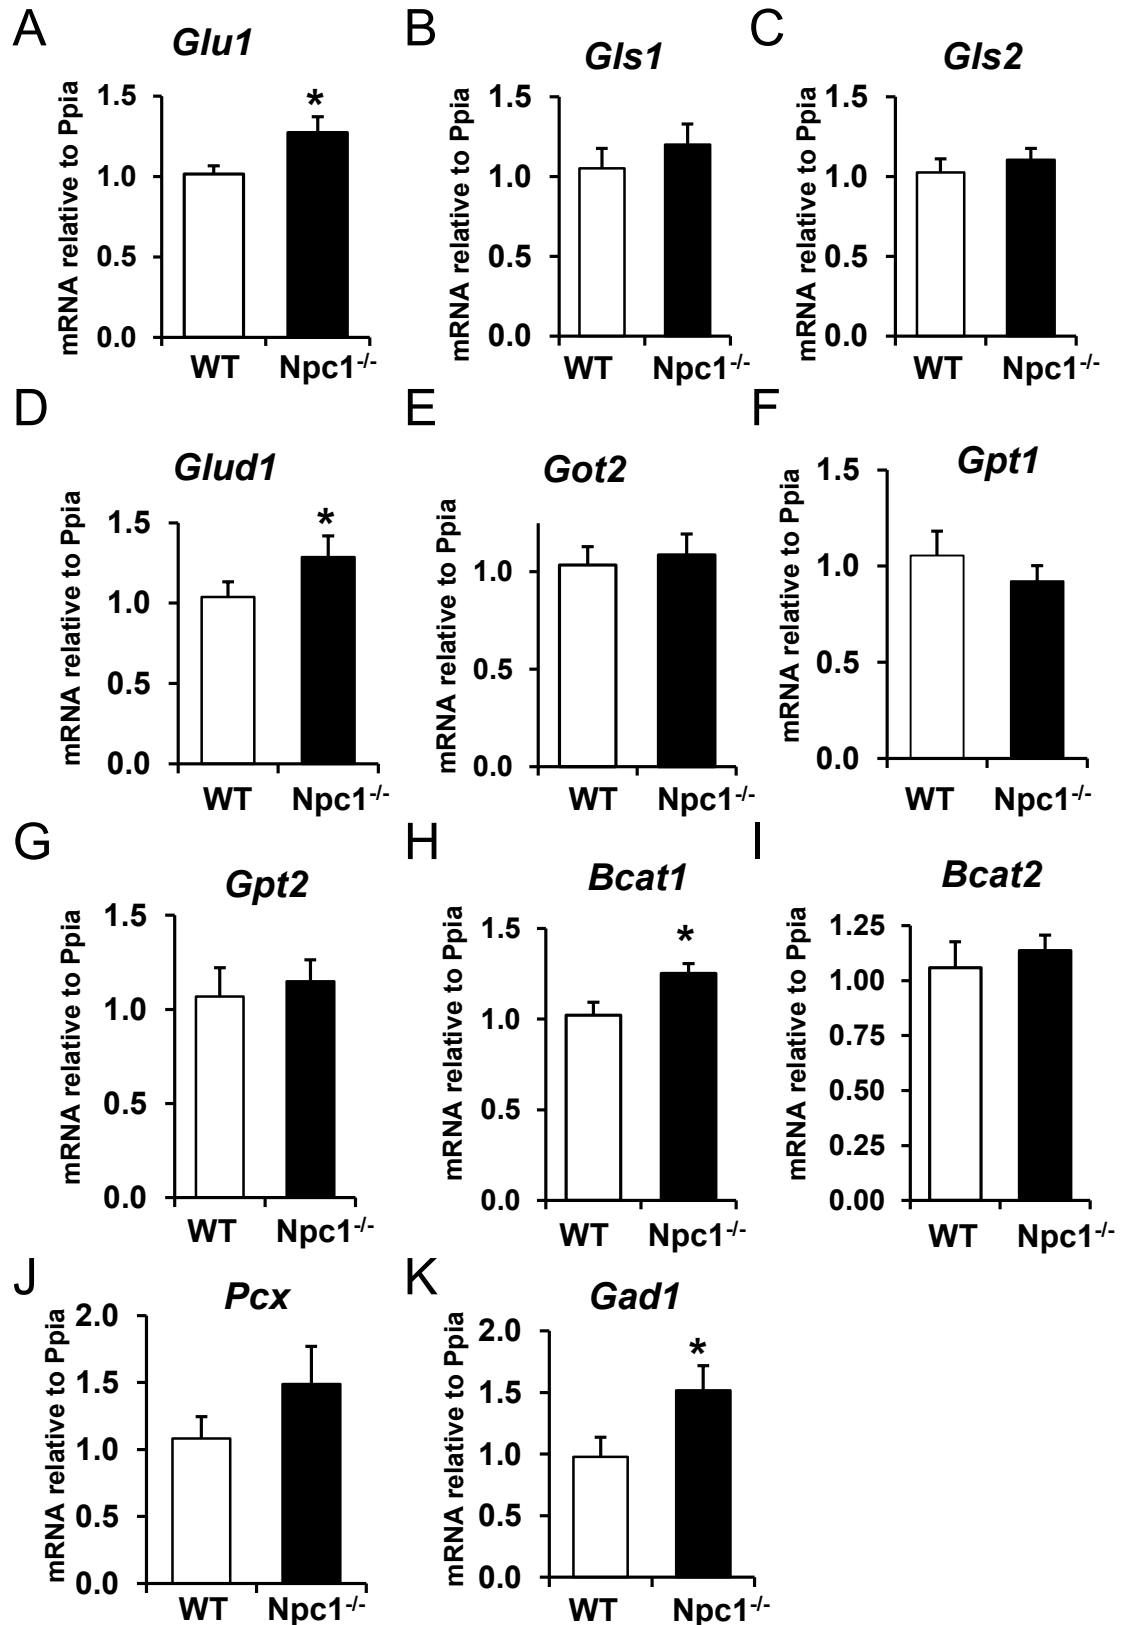 A
Glu1
mRNA relative to Ppia
1.5
1.0
0.5
0.0
*
WT Npc1-/-
B
Gls1
mRNA relative to Ppia
1.5
1.0
0.5
0.0
WT Npc1-/-
C
Gls2
mRNA relative to Ppia
1.5
1.0
0.5
0.0
WT Npc1-/-
D
Glud1
mRNA relative to Ppia
1.5
1.0
0.5
0.0
*
WT Npc1-/-
E
Got2
mRNA relative to Ppia
1.0
0.5
0.0
WT Npc1-/-
F
Gpt1
mRNA relative to Ppia
1.5
1.0
0.5
0.0
WT Npc1-/-
G
Gpt2
mRNA relative to Ppia
1.5
1.0
0.5
0.0
WT Npc1-/-
H
Bcat1
mRNA relative to Ppia
1.5
1.0
0.5
0.0
*
WT Npc1-/-
I
Bcat2
mRNA relative to Ppia
1.25
1.00
0.75
0.50
0.25
0.00
WT Npc1-/-
J
Pcx
mRNA relative to Ppia
2.0
1.5
1.0
0.5
0.0
WT Npc1-/-
K
Gad1
mRNA relative to Ppia
2.0
1.5
1.0
0.5
0.0
*
WT Npc1-/-